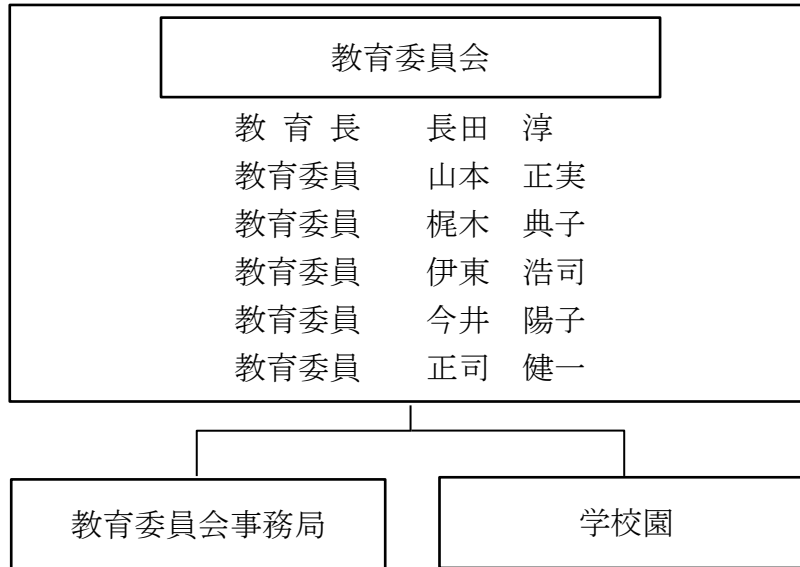 教育委員会
教 育 長　　長田　淳
教育委員　　山本　正実
教育委員　　梶木　典子
教育委員　　伊東　浩司
教育委員　　今井　陽子
教育委員　　正司　健一
教育委員会事務局
学校園